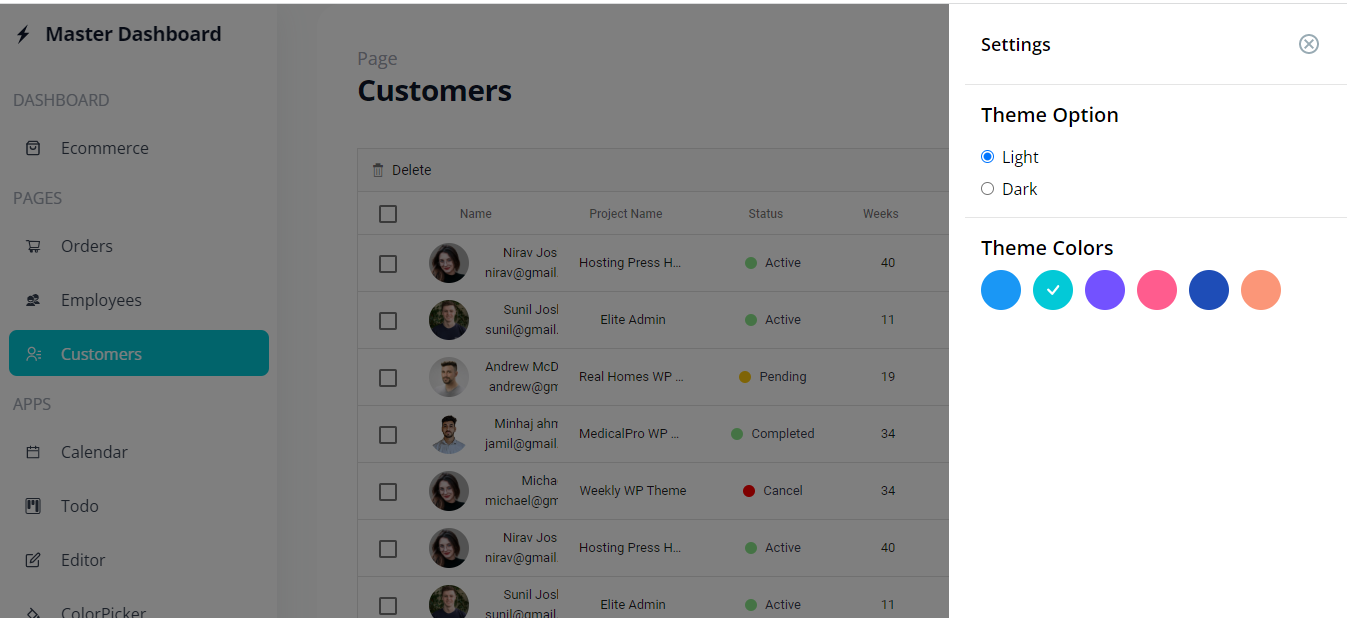 Master Dashboard
DASHBOARD
Ecommerce
PAGES
Orders
Employees
Customers
APPS
Calendar
Todo
Editor
ColorPicker
Page
Customers
Delete
Name Project Name Status Weeks
Nirav Jos
nirav@gmail.
Hosting Press H... Active 40
Sunil Josl
sunil@gmail.
Elite Admin Active 11
Andrew McD
andrew@gm
Real Homes WP ... Pending 19
Minhaj ahm
jamil@gmail.
MedicalPro WP ... Completed 34
Micha
michael@gm
Weekly WP Theme Cancel 34
Nirav Jos
nirav@gmail.
Hosting Press H... Active 40
Sunil Josl
sunil@gmail.
Elite Admin Active 11
Settings
Theme Option
Light
Dark
Theme Colors